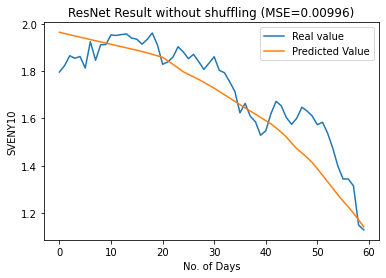 ResNet Result without shuffling (MSE=0.00996)
Real value
Predicted Value
SVENY10
2.0
1.8
1.6
1.4
1.2
0 10 20 30 40 50 60
No. of Days